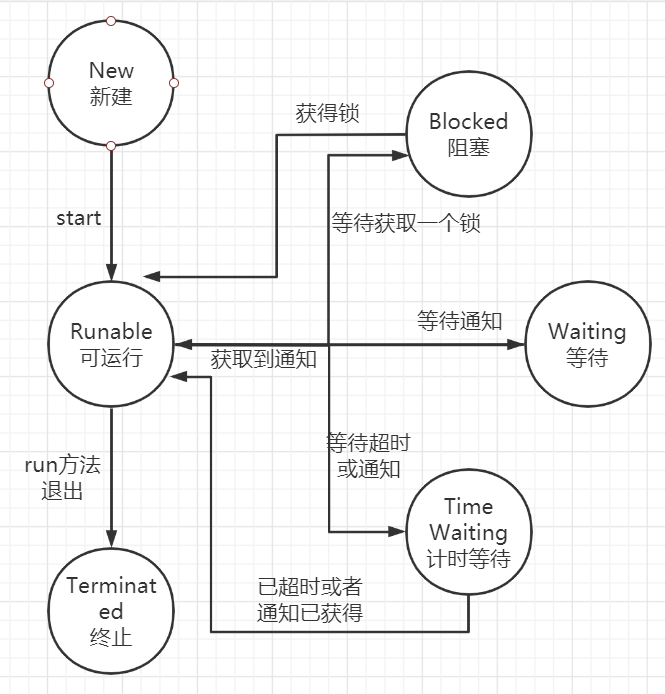 New
新建
获得锁
Blocked
阻塞
start
等待获取一个锁
Runable
可运行
获取到通知
等待通知
Waiting
等待
run方法
退出
等待超时
或通知
Time
Waiting
计时等待
Terminat
ed
终止
已超时或者
通知已获得